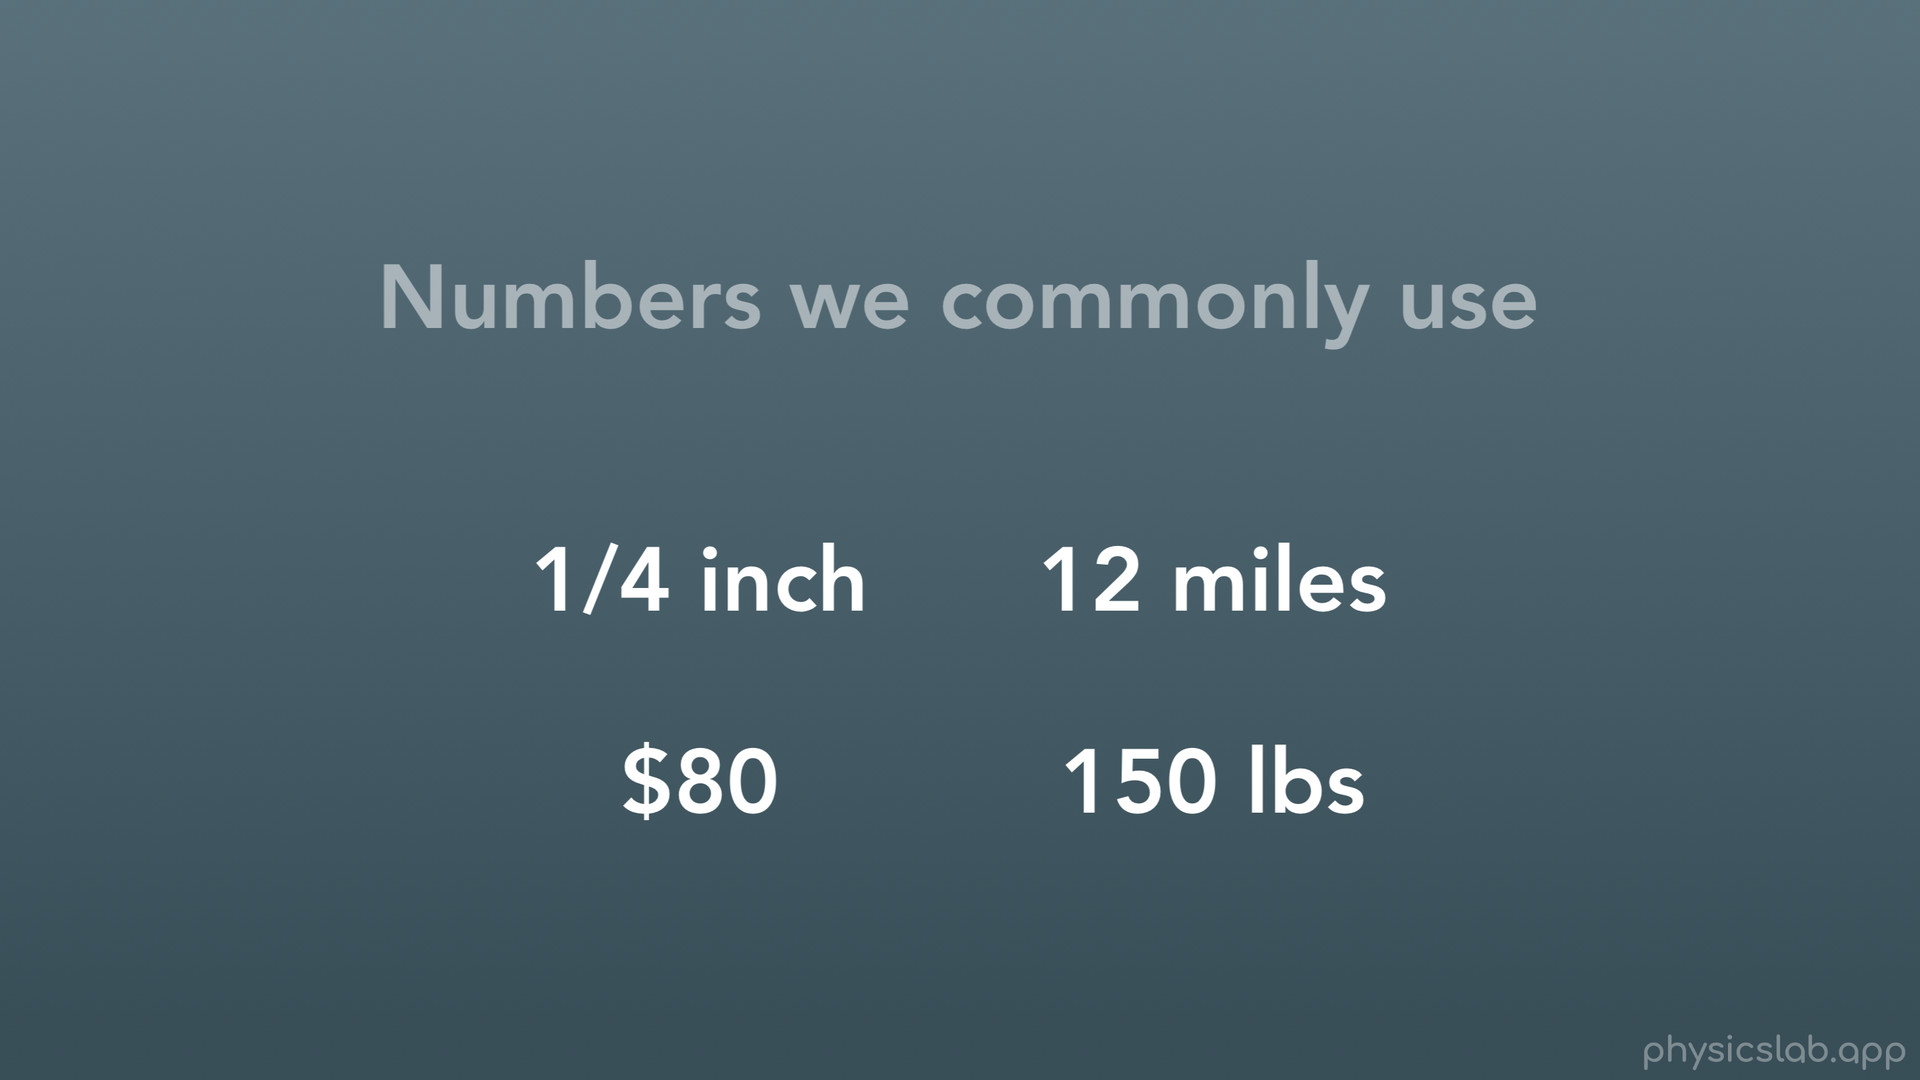 Numbers we commonly use
1/4 inch
12 miles
$80
150 lbs
physicslab.app